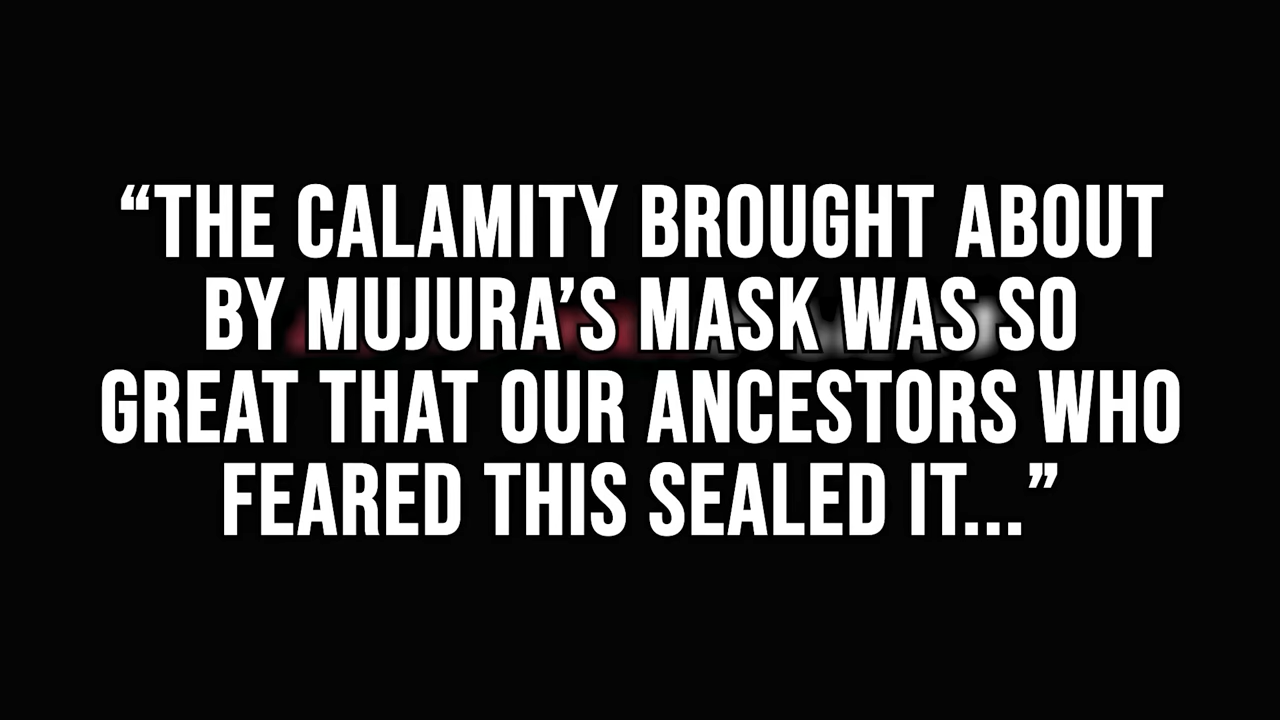 “THE CALAMITY BROUGHT ABOUT
BY MUJURA’S MASK WAS SO
GREAT THAT OUR ANCESTORS WHO
FEARED THIS SEALED IT...”